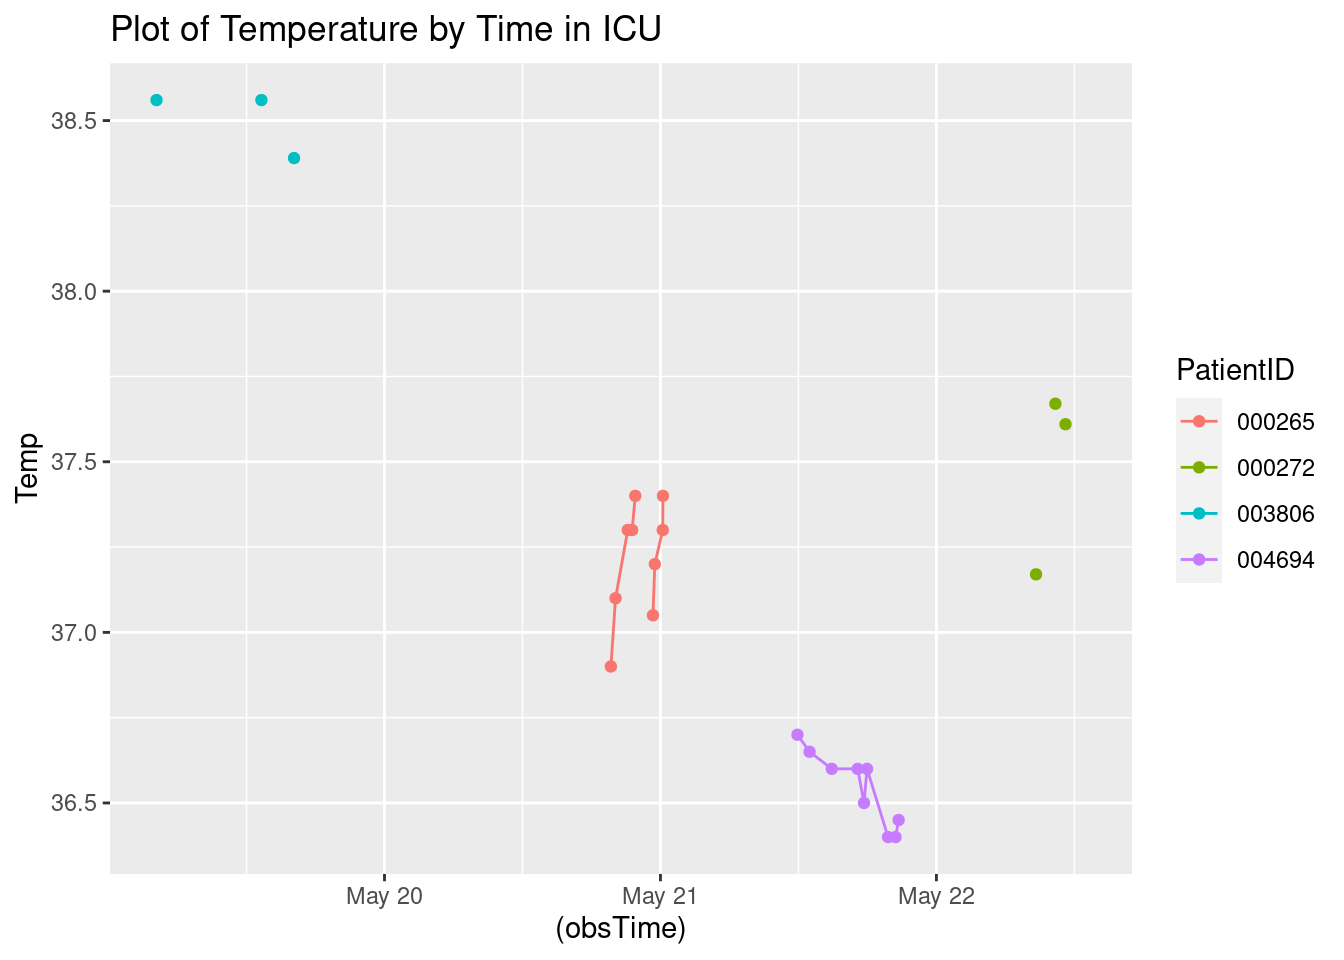 Plot of Temperature by Time in ICU
38.5
38.0
37.5
37.0
36.5
Temp
May 20
May 21
May 22
(obsTime)
PatientID
000265
000272
003806
004694